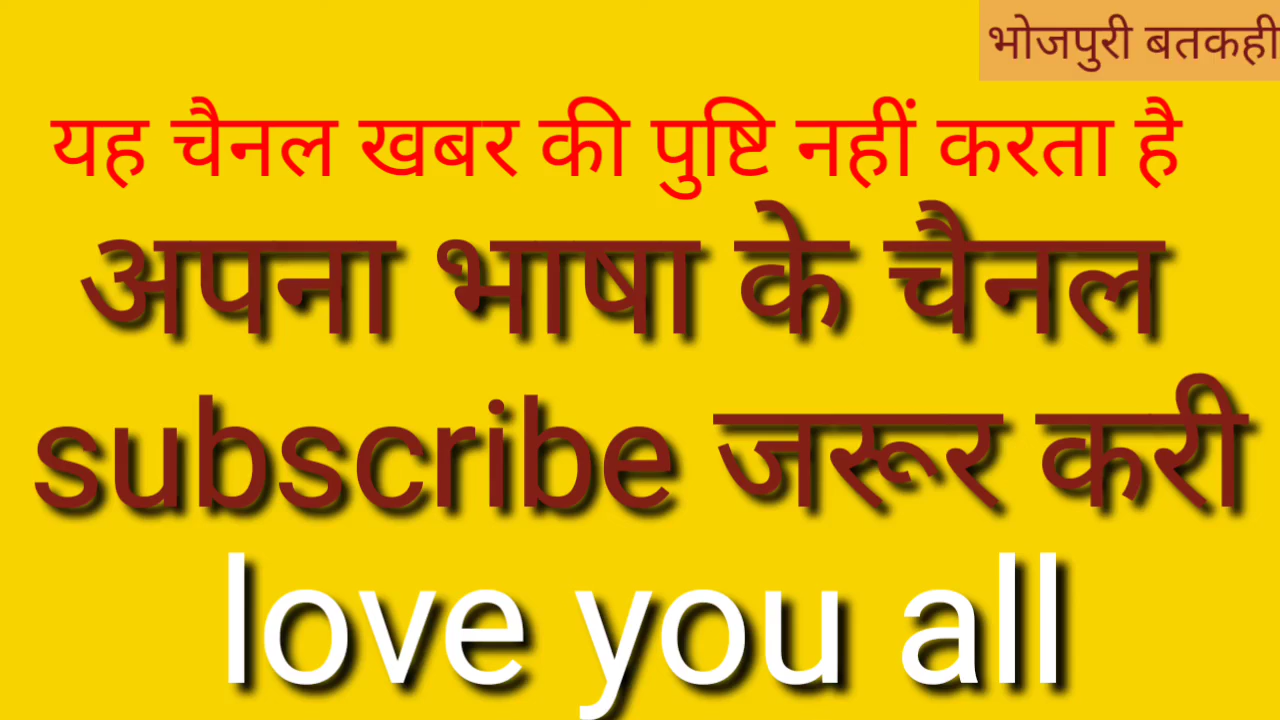 भोजपुरी बतकही
यह चैनल खबर की पुष्टि नहीं करता है
अपना भाषा के चैनल
subscribe जरूर करी
love you all